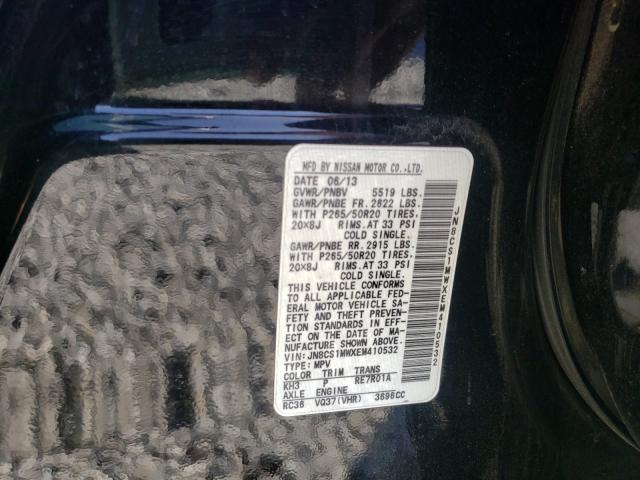 MFD BY NISSAN MOTOR CO.,LTD.
DATE 06/13
GVWR/PNBV 5519 LBS.
GAWR/PNBE FR. 2622 LBS.
WITH P265/50R20 TIRES,
20X8J RIMS.AT 33 PSI
COLD SINGLE.
GAWR/PNBE RR. 2915 LBS.
WITH P265/50R20 TIRES,
20X8J RIMS.AT 33 PSI
COLD SINGLE.
THIS VEHICLE CONFORMS
TO ALL APPLICABLE FED-
ERAL MOTOR VEHICLE SA-
FETY AND THEFT PREV-
ENTION STANDARDS IN EFF-
ECT ON THE DATE OF MA-
NUFACTURE SHOWN ABOVE.
VIN: JN8CS1MWXEM410532
TYPE: MPV
COLOR TRIM TRANS
KH3 P RE7R01A
AXLE ENGINE
RC36 VQ37(VHR) 3696CC
JN8CS1MWXEM410532